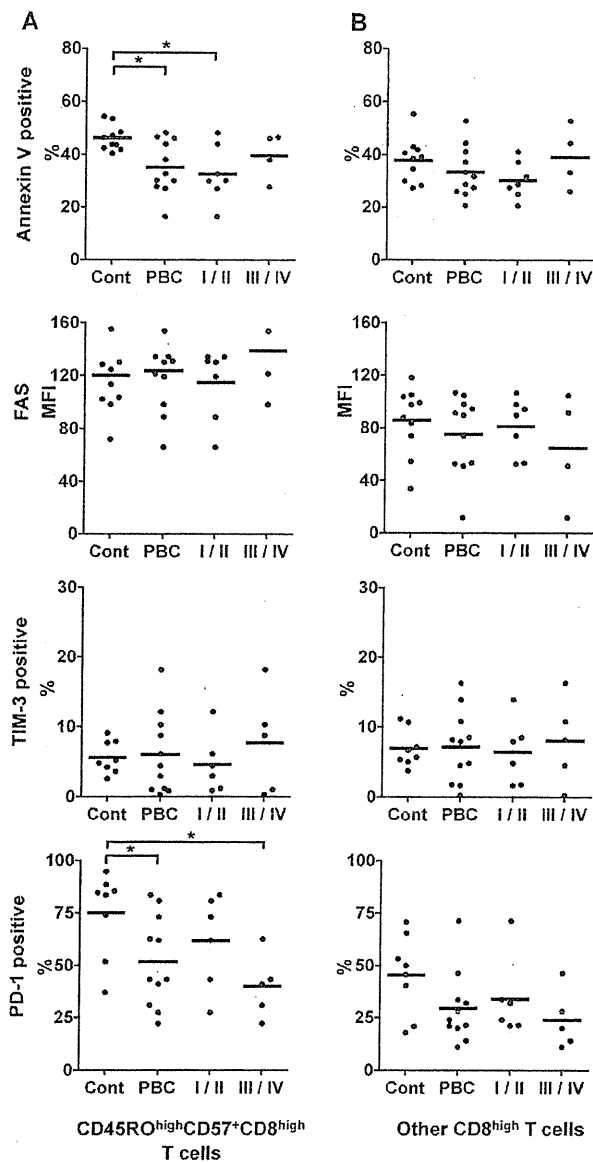 A
B
Annexin V positive
%
80
60
40
20
0
* *
Cont PBC I / II III / IV
%
80
60
40
20
0
Cont PBC I / II III / IV
FAS
MFI
160
120
80
40
0
Cont PBC I / II III / IV
MFI
160
120
80
40
0
Cont PBC I / II III / IV
TIM-3 positive
%
30
20
10
0
Cont PBC I / II III / IV
%
30
20
10
0
Cont PBC I / II III / IV
PD-1 positive
%
100
75
50
25
0
* *
Cont PBC I / II III / IV
%
100
75
50
25
0
Cont PBC I / II III / IV
CD45ROhighCD57+CD8high
T cells
Other CD8high T cells